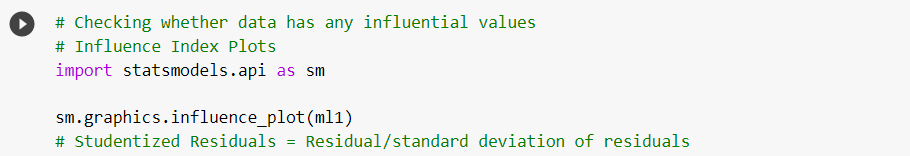 # Checking whether data has any influential values
# Influence Index Plots
import statsmodels.api as sm
sm.graphics.influence_plot(ml1)
# Studentized Residuals = Residual/standard deviation of residuals